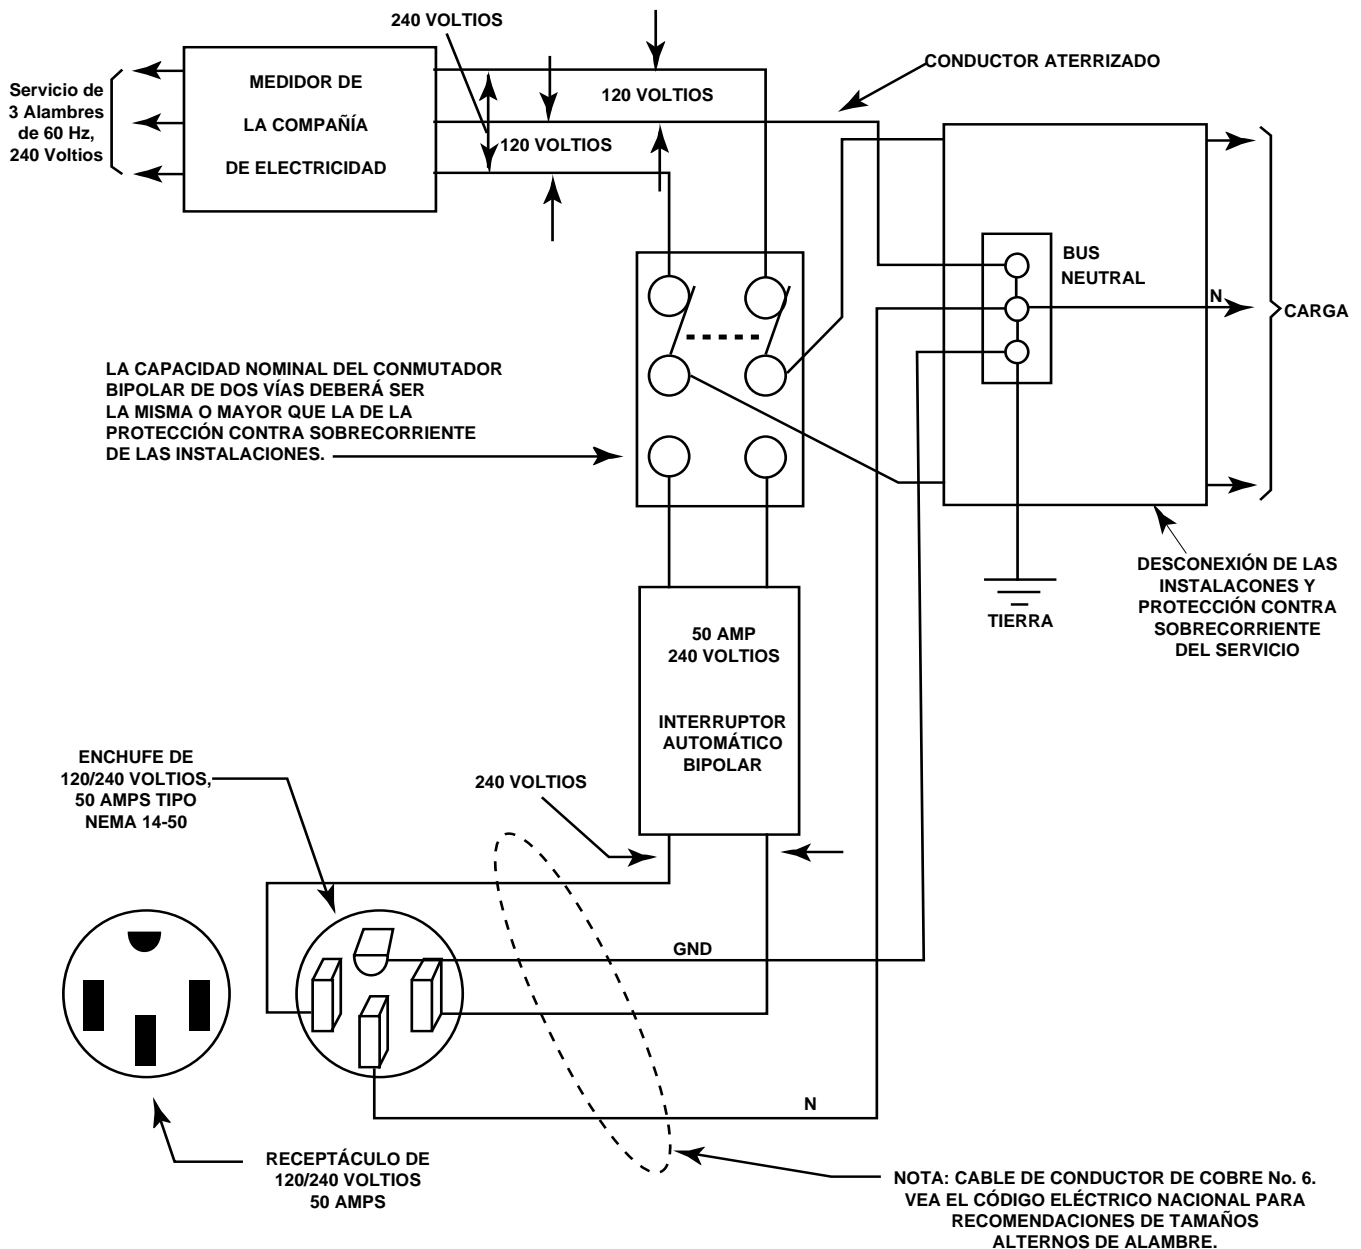 240 VOLTIOS
CONDUCTOR ATERRIZADO
Servicio de
3 Alambres
de 60 Hz,
240 Voltios
MEDIDOR DE
LA COMPAÑÍA
DE ELECTRICIDAD
120 VOLTIOS
120 VOLTIOS
BUS
NEUTRAL
N
CARGA
LA CAPACIDAD NOMINAL DEL CONMUTADOR
BIPOLAR DE DOS VÍAS DEBERÁ SER
LA MISMA O MAYOR QUE LA DE LA
PROTECCIÓN CONTRA SOBRECORRIENTE
DE LAS INSTALACIONES.
TIERRA
DESCONEXIÓN DE LAS
INSTALACONES Y
PROTECCIÓN CONTRA
SOBRECORRIENTE
DEL SERVICIO
50 AMP
240 VOLTIOS
INTERRUPTOR
AUTOMÁTICO
BIPOLAR
ENCHUFE DE
120/240 VOLTIOS,
50 AMPS TIPO
NEMA 14-50
240 VOLTIOS
GND
N
RECEPTÁCULO DE
120/240 VOLTIOS
50 AMPS
NOTA: CABLE DE CONDUCTOR DE COBRE No. 6.
VEA EL CÓDIGO ELÉCTRICO NACIONAL PARA
RECOMENDACIONES DE TAMAÑOS
ALTERNOS DE ALAMBRE.